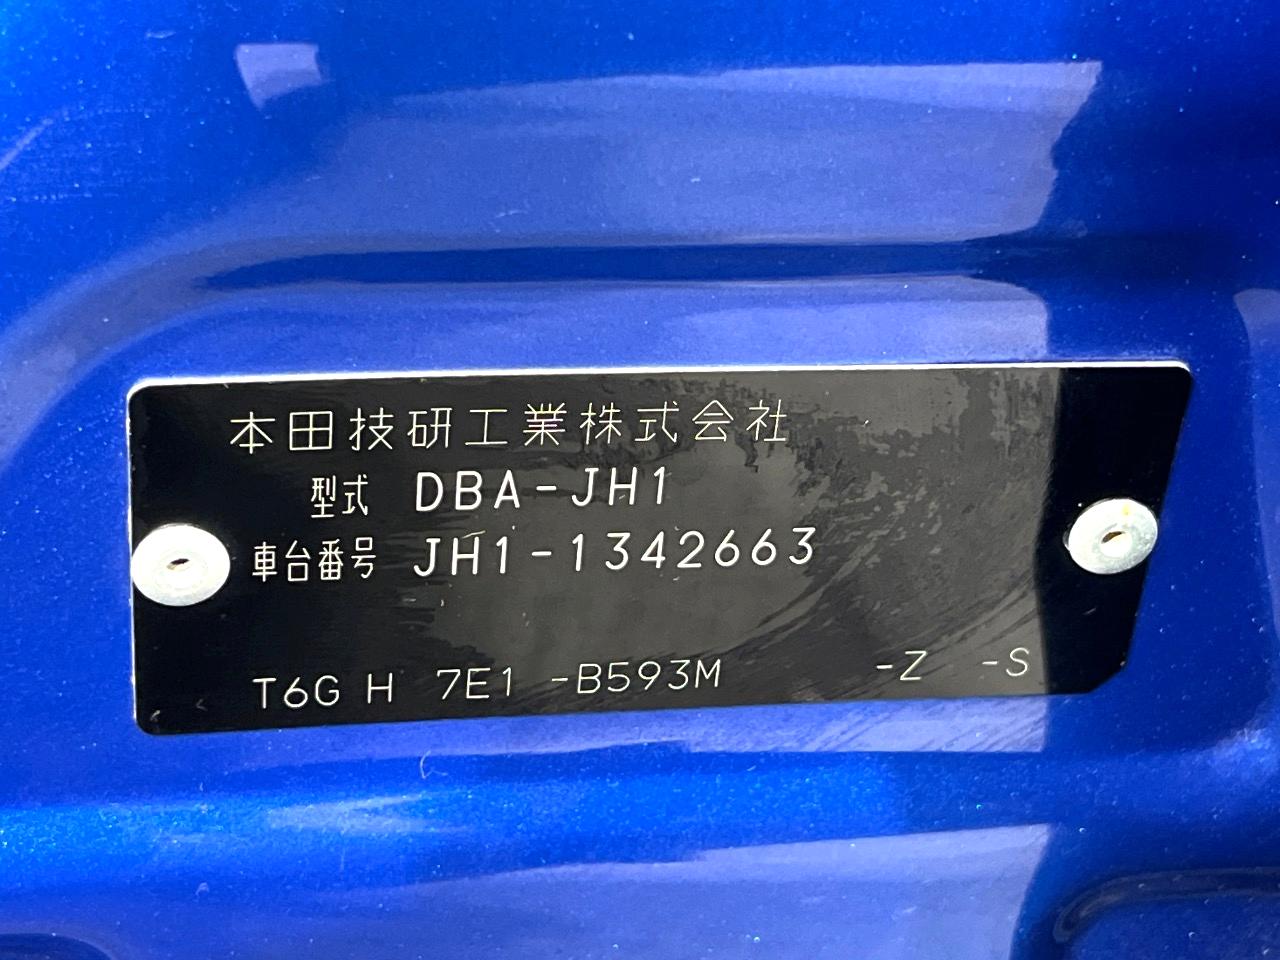 本田技研工業株式会社
型式 DBA-JH1
車台番号 JH1-1342663
T6G H 7E1 -B593M -Z -S